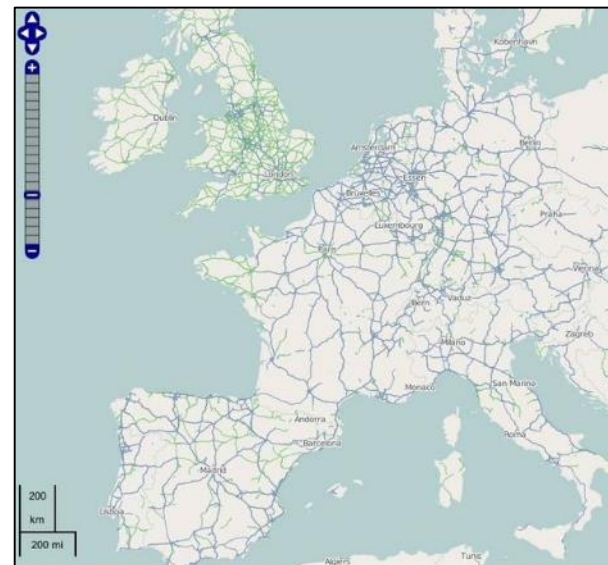 København
Dublin
Amsterdam
Berlin
London
Essen
Bruxelles
Praha
Luxembourg
Paris
Wien
Bern
Vaduz
Zagreb
Milano
Monaco
San Marino
Andorra
Roma
Barcelona
Madrid
200
km
Lisboa
200 mi
Algiers
Tunis